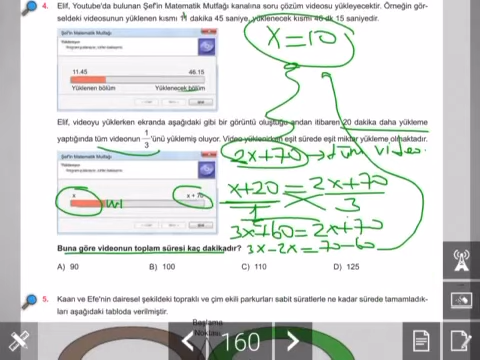 4. Elif, Youtube'da bulunan Şef'in Matematik Mutfağı kanalına soru çözüm videosu yükleyecektir. Örneğin gör-
seldeki videosunun yüklenen kısmı 11 dakika 45 saniye, yüklenecek kısmı 46 dk 15 saniyedir.
x=10
Şef'in Matematik Mutfağı
11.45 46.15
Yüklenen bölüm Yüklenecek bölüm
Elif, videoyu yüklerken ekranda aşağıdaki gibi bir görüntü oluştuğu andan itibaren 20 dakika daha yükleme
yaptığında tüm videonun 1/3 'ünü yüklemiş oluyor. Video yüklenirken eşit sürede eşit miktar yükleme olmaktadır.
2x+70 → tüm video.
Şef'in Matematik Mutfağı
x x + 70
x+20/1 = 2x+70/3
3x+60=2x+70
Buna göre videonun toplam süresi kaç dakikadır? 3x-2x=70-60
A) 90 B) 100 C) 110 D) 125
5. Kaan ve Efe'nin dairesel şekildeki topraklı ve çim ekili parkurları sabit süratlerle ne kadar sürede tamamladık-
ları aşağıdaki tabloda verilmiştir.
Başlama
Noktası
160